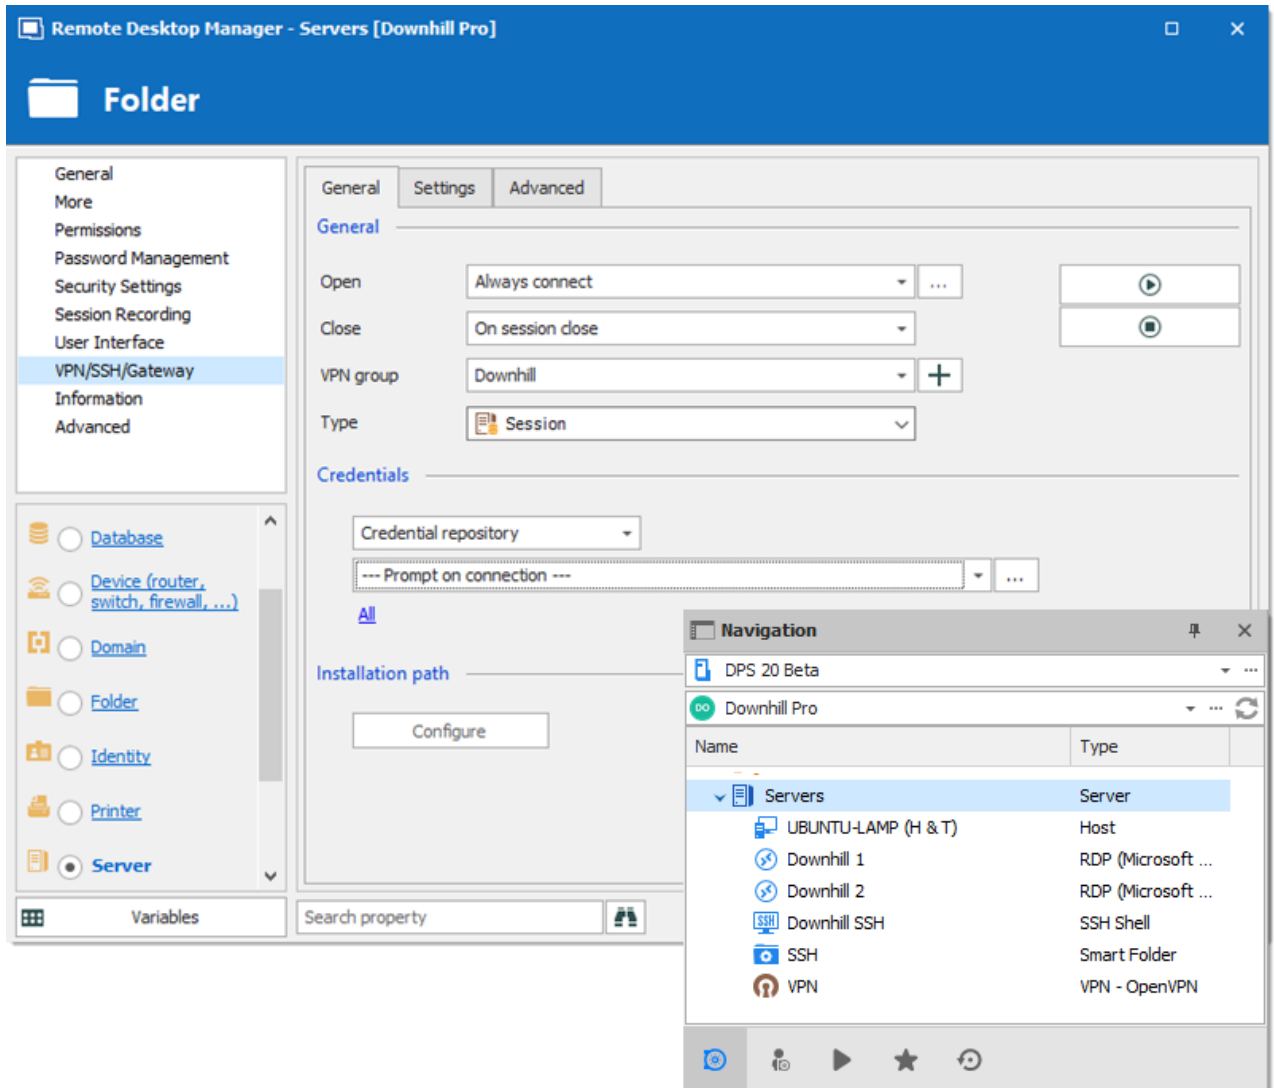 Remote Desktop Manager - Servers [Downhill Pro]
Folder
General
More
Permissions
Password Management
Security Settings
Session Recording
User Interface
VPN/SSH/Gateway
Information
Advanced
Database
Device (router,
switch, firewall, ...)
Domain
Folder
Identity
Printer
Server
Variables
General Settings Advanced
General
Open Always connect ...
Close On session close
VPN group Downhill
Type Session
Credentials
Credential repository
--- Prompt on connection --- ...
All
Installation path
Configure
Search property
Navigation
DPS 20 Beta ...
DO Downhill Pro ...
Name Type
Servers Server
UBUNTU-LAMP (H & T) Host
Downhill 1 RDP (Microsoft ...
Downhill 2 RDP (Microsoft ...
SSH Downhill SSH SSH Shell
SSH Smart Folder
VPN VPN - OpenVPN